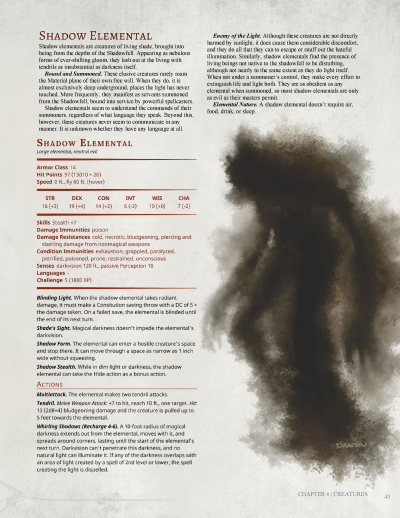 SHADOW ELEMENTAL
Shadow elementals are creatures of living shade, brought into
being from the depths of the Shadowfell. Appearing as nebulous
forms of ever-shifting gloom, they lash out at the living with
tendrils as insubstantial as darkness itself.
Bound and Summoned. These elusive creatures rarely roam
the Material plane of their own free will. When they do, it is
almost exclusively deep underground, places the light has never
touched. More frequently, they manifest as servants summoned
from the Shadowfell, bound into service by powerful spellcasters.
Shadow elementals seem to understand the commands of their
summoners, regardless of what language they speak. Beyond this,
however, these creatures never seem to communicate in any
manner. It is unknown whether they have any language at all.
SHADOW ELEMENTAL
Large elemental, neutral evil
Armor Class 14
Hit Points 97 (13d10 + 26)
Speed 0 ft., fly 60 ft. (hover)
STR DEX CON INT WIS CHA
16 (+3) 19 (+4) 14 (+2) 6 (-2) 10 (+0) 7 (-2)
Skills Stealth +7
Damage Immunities poison
Damage Resistances cold, necrotic, bludgeoning, piercing and
slashing damage from nonmagical weapons
Condition Immunities exhaustion, grappled, paralyzed,
petrified, poisoned, prone, restrained, unconscious
Senses darkvision 120 ft., passive Perception 10
Languages -
Challenge 5 (1800 XP)
Blinding Light. When the shadow elemental takes radiant
damage, it must make a Constitution saving throw with a DC of 5 +
the damage taken. On a failed save, the elemental is blinded until
the end of its next turn.
Shade's Sight. Magical darkness doesn't impede the elemental's
darkvision.
Shadow Form. The elemental can enter a hostile creature's space
and stop there. It can move through a space as narrow as 1 inch
wide without squeezing.
Shadow Stealth. While in dim light or darkness, the shadow
elemental can take the Hide action as a bonus action.
ACTIONS
Multiattack. The elemental makes two tendril attacks.
Tendril. Melee Weapon Attack: +7 to hit, reach 10 ft., one target. Hit:
13 (2d8+4) bludgeoning damage and the creature is pulled up to
5 feet towards the elemental.
Whirling Shadows (Recharge 4-6). A 10-foot radius of magical
darkness extends out from the elemental, moves with it, and
spreads around corners, lasting until the start of the elemental's
next turn. Darkvision can't penetrate this darkness, and no
natural light can illuminate it. If any of the darkness overlaps with
an area of light created by a spell of 2nd level or lower, the spell
creating the light is dispelled.
Enemy of the Light. Although these creatures are not directly
harmed by sunlight, it does cause them considerable discomfort,
and they do all that they can to escape or snuff out the hateful
illumination. Similarly, shadow elementals find the presence of
living beings not native to the shadowfell to be disturbing,
although not nearly to the same extent as they do light itself.
When not under a summoner's control, they make every effort to
extinguish life and light both. They are as obedient as any
elemental when summoned, so most shadow elementals are only
as evil as their masters permit.
Elemental Nature. A shadow elemental doesn't require air,
food, drink, or sleep.
CHAPTER 4 | CREATURES
45